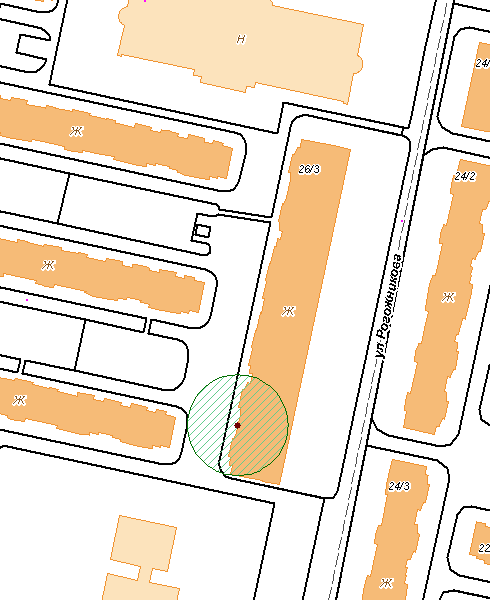 Н
24/
Ж
26/3
24/2
Ж
Ж
Ж
ул Рогожникова
Ж
24/3
22
Ж